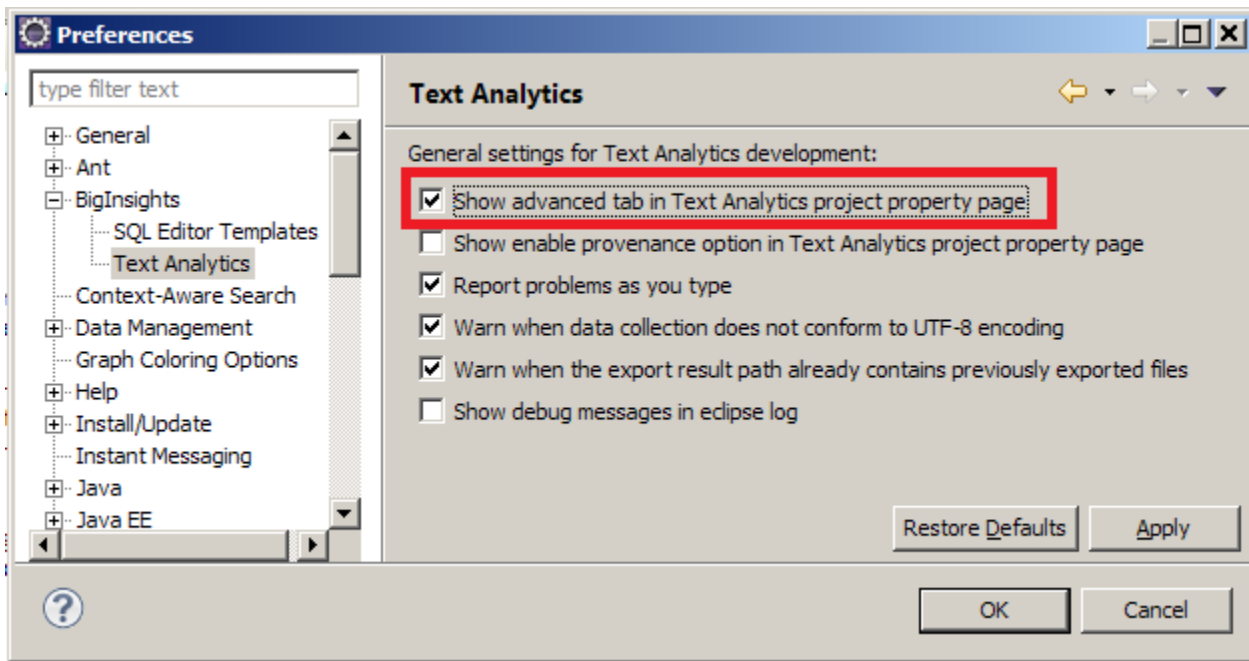 Preferences
type filter text
General
Ant
BigInsights
SQL Editor Templates
Text Analytics
Context-Aware Search
Data Management
Graph Coloring Options
Help
Install/Update
Instant Messaging
Java
Java EE
Text Analytics
General settings for Text Analytics development:
Show advanced tab in Text Analytics project property page
Show enable provenance option in Text Analytics project property page
Report problems as you type
Warn when data collection does not conform to UTF-8 encoding
Warn when the export result path already contains previously exported files
Show debug messages in eclipse log
Restore Defaults
Apply
?
OK
Cancel